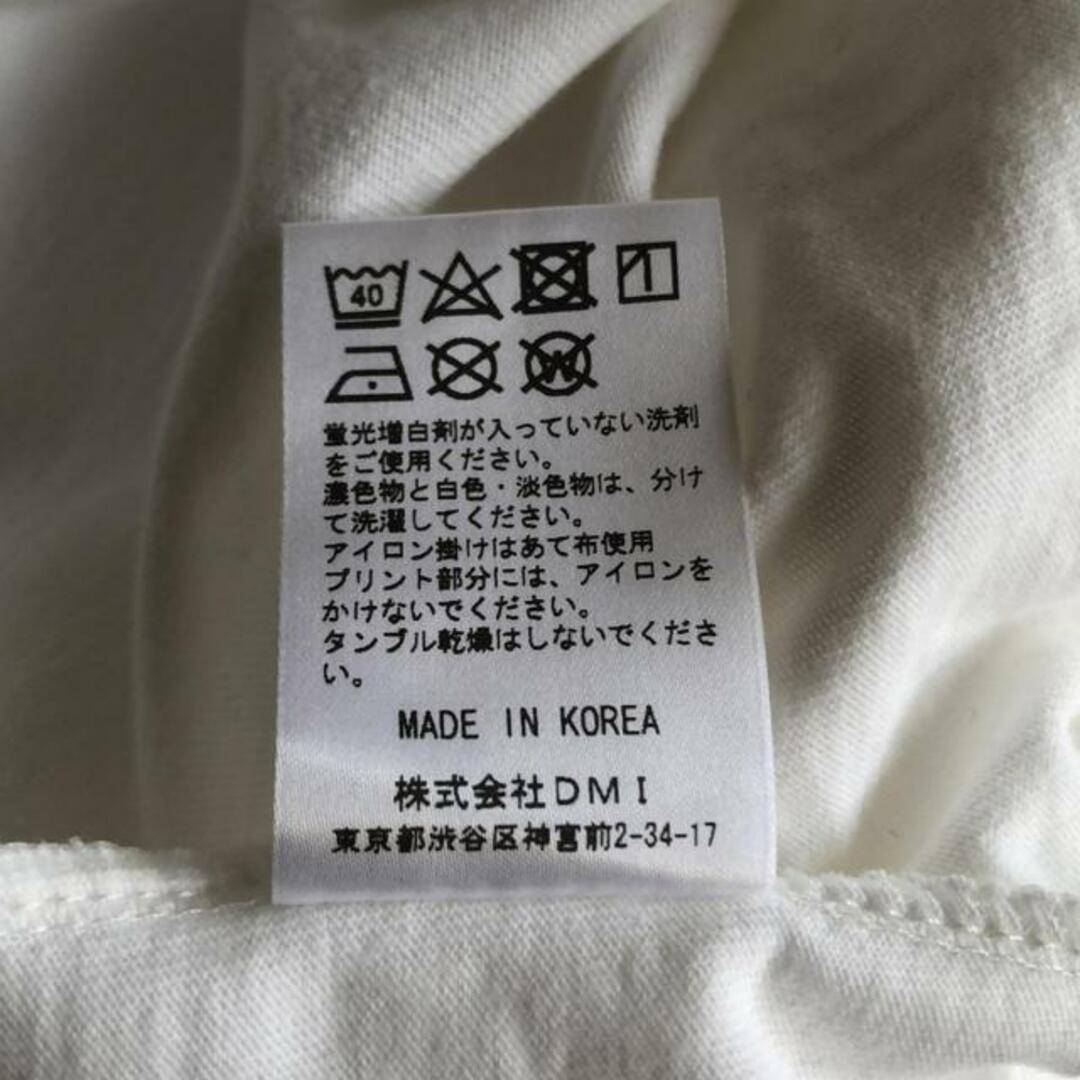 40
W
蛍光増白剤が入っていない洗剤
をご使用ください。
濃色物と白色・淡色物は、分け
て洗濯してください。
アイロン掛けはあて布使用
プリント部分には、アイロンを
かけないでください。
タンブル乾燥はしないでくださ
い。
MADE IN KOREA
株式会社DMI
東京都渋谷区神宮前2-34-17